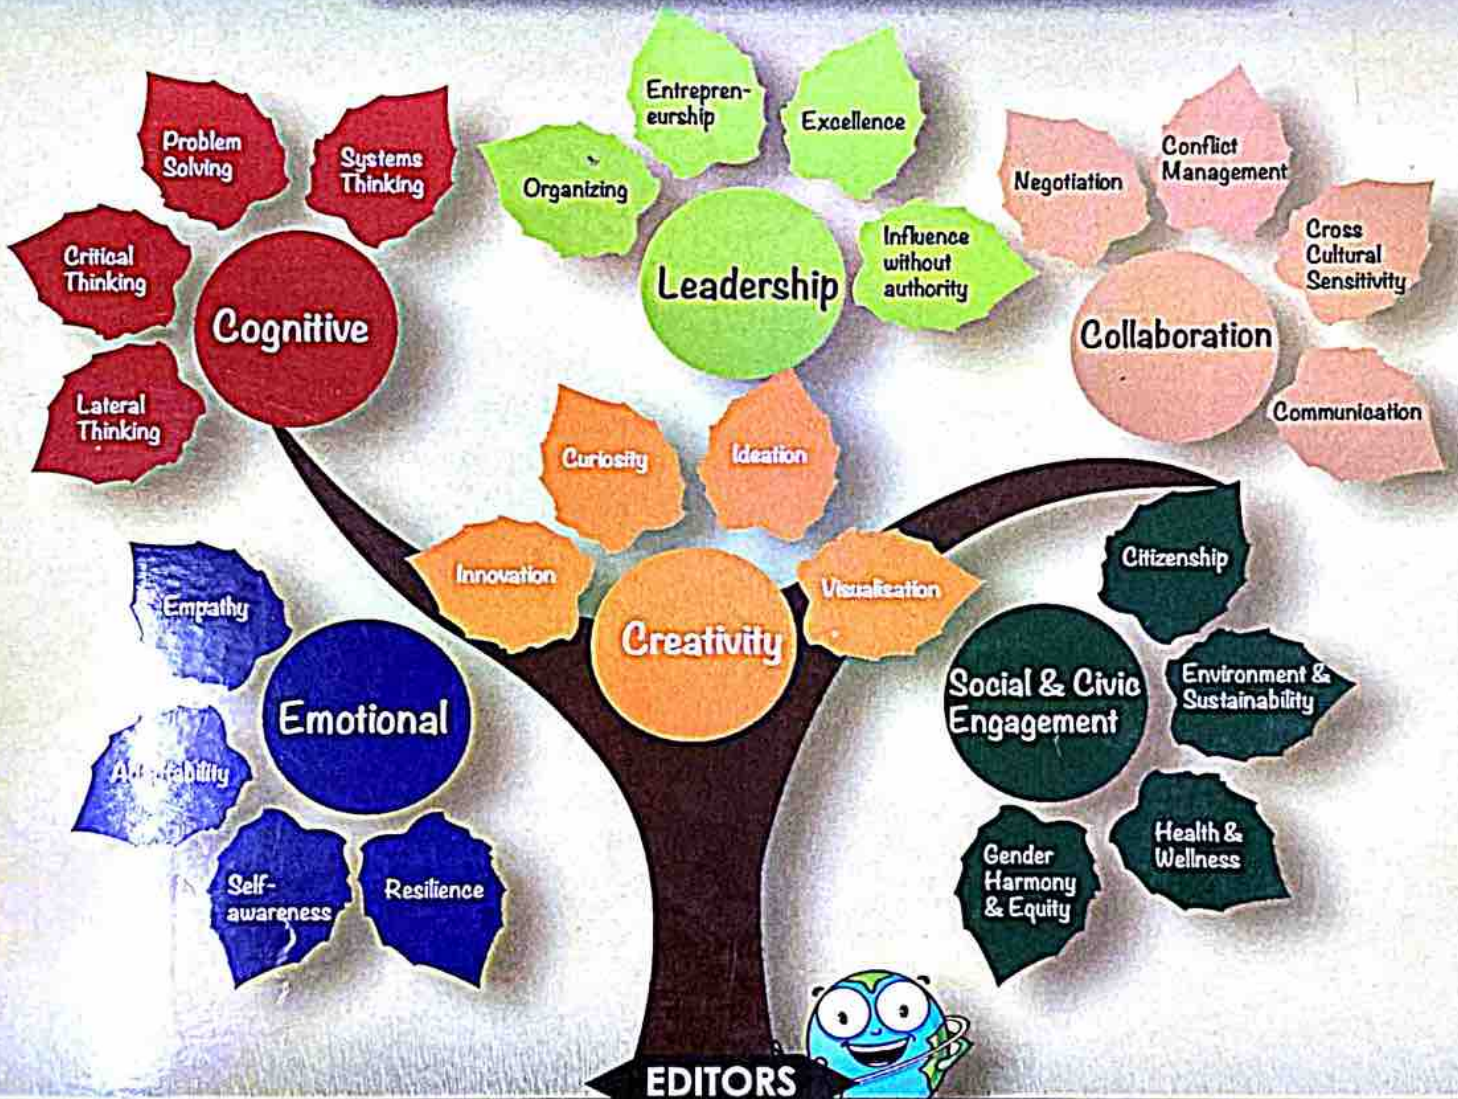 Problem
Solving
Systems
Thinking
Critical
Thinking
Lateral
Thinking
Cognitive
Entrepren-
eurship
Excellence
Organizing
Influence
without
authority
Leadership
Negotiation
Conflict
Management
Cross
Cultural
Sensitivity
Communication
Collaboration
Curiosity
Ideation
Innovation
Visualisation
Creativity
Empathy
Adaptability
Self-
awareness
Resilience
Emotional
Citizenship
Environment &
Sustainability
Health &
Wellness
Gender
Harmony
& Equity
Social & Civic
Engagement
EDITORS